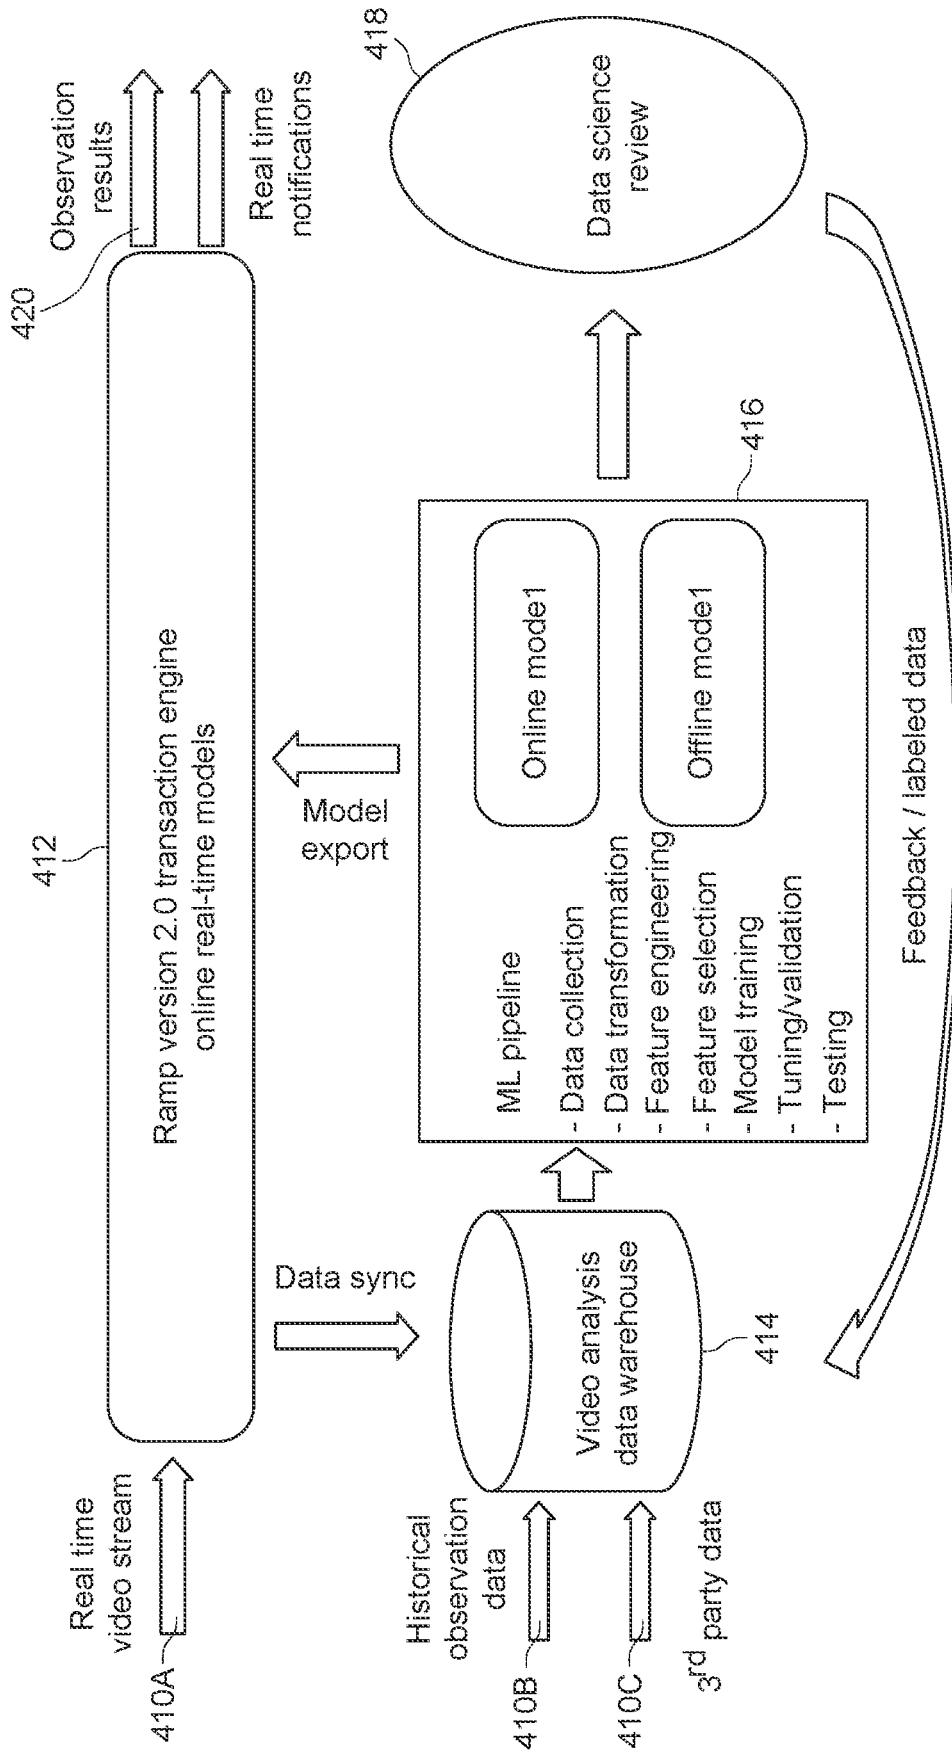 Real time
video stream
410A
412
Ramp version 2.0 transaction engine
online real-time models
420
Observation
results
Real time
notifications
Data sync
Model
export
Historical
observation
data
410B
410C
3rd party data
Video analysis
data warehouse
414
ML pipeline
- Data collection
- Data transformation
- Feature engineering
- Feature selection
- Model training
- Tuning/validation
- Testing
Online mode1
Offline mode1
416
418
Data science
review
Feedback / labeled data